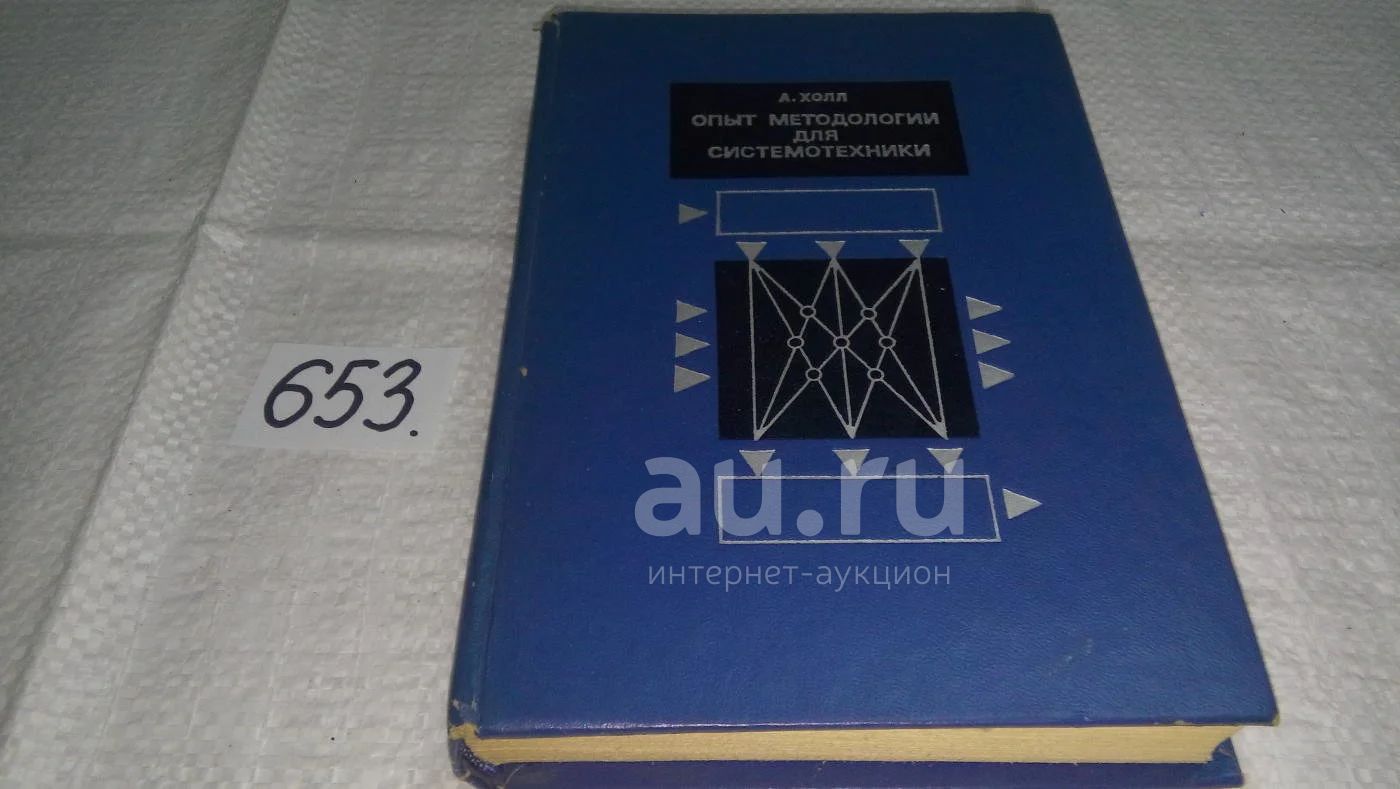 А. ХОЛЛ
ОПЫТ МЕТОДОЛОГИИ
ДЛЯ
СИСТЕМОТЕХНИКИ
653.
au.ru
интернет-аукцион